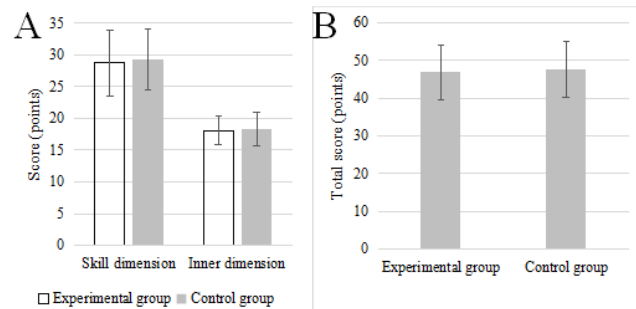 A
Score (points)
35
30
25
20
15
10
5
0
Skill dimension Inner dimension
Experimental group Control group
B
Total score (points)
60
50
40
30
20
10
0
Experimental group Control group